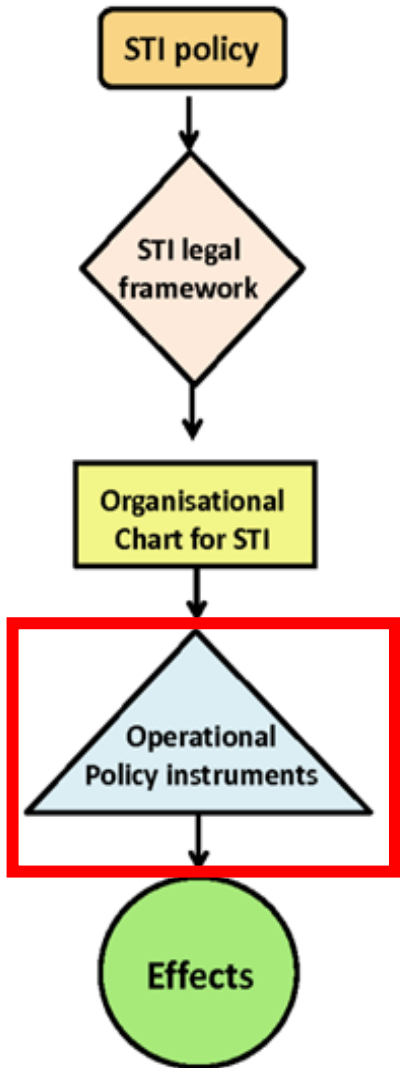 STI policy
STI legal
framework
Organisational
Chart for STI
Operational
Policy instruments
Effects